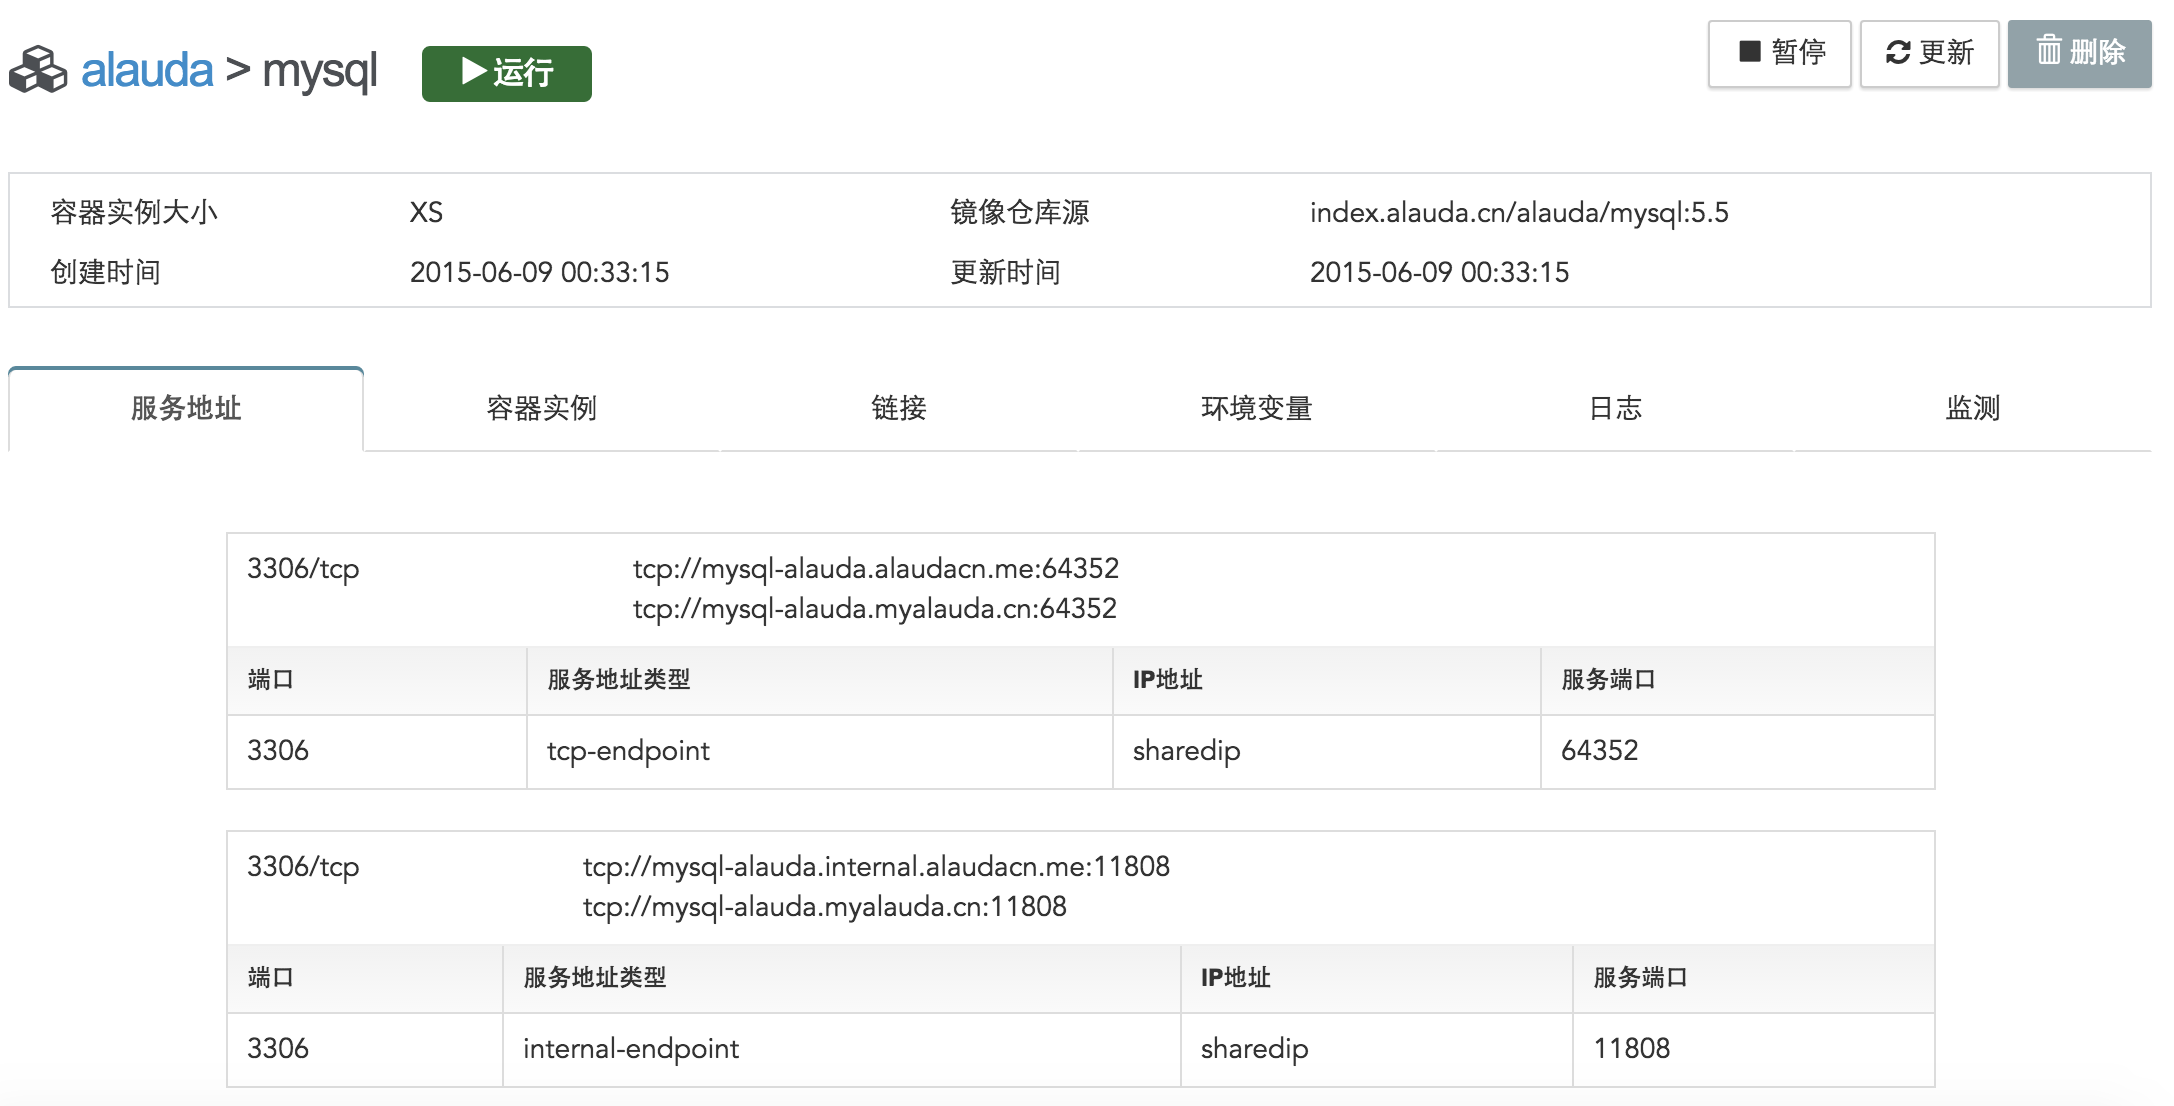 alauda > mysql 运行 暂停 更新 删除
容器实例大小 XS 镜像仓库源 index.alauda.cn/alauda/mysql:5.5
创建时间 2015-06-09 00:33:15 更新时间 2015-06-09 00:33:15
服务地址 容器实例 链接 环境变量 日志 监测
3306/tcp tcp://mysql-alauda.alaudacn.me:64352
tcp://mysql-alauda.myalauda.cn:64352
端口 服务地址类型 IP地址 服务端口
3306 tcp-endpoint sharedip 64352
3306/tcp tcp://mysql-alauda.internal.alaudacn.me:11808
tcp://mysql-alauda.myalauda.cn:11808
端口 服务地址类型 IP地址 服务端口
3306 internal-endpoint sharedip 11808